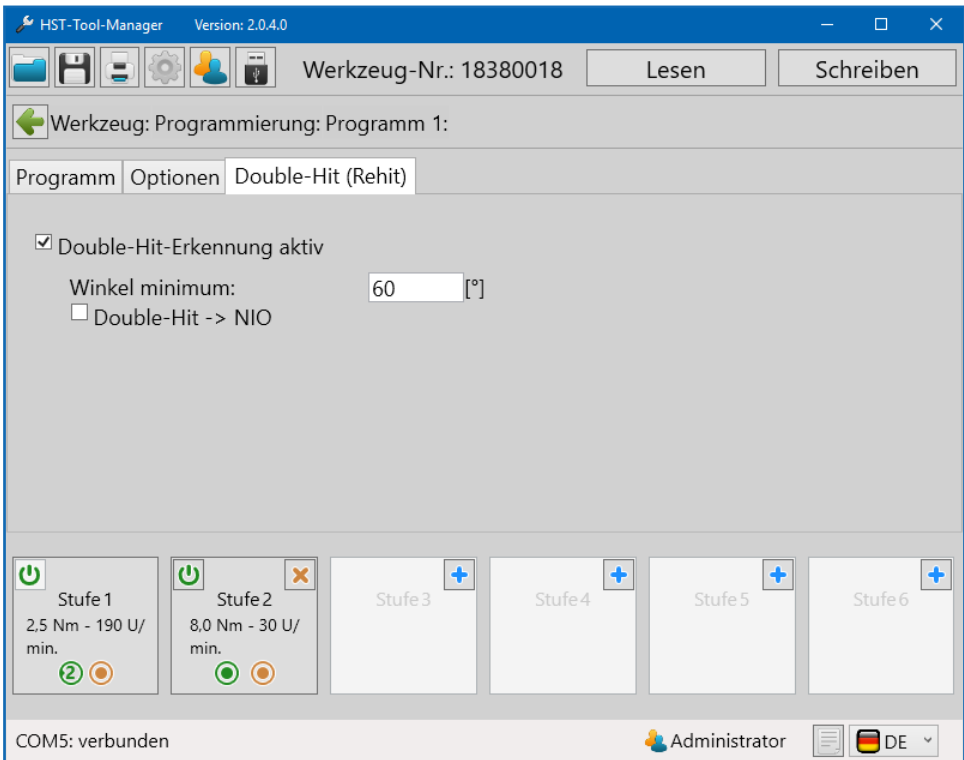 HST-Tool-Manager Version: 2.0.4.0
Werkzeug-Nr.: 18380018 Lesen Schreiben
Werkzeug: Programmierung: Programm 1:
Programm Optionen Double-Hit (Rehit)
Double-Hit-Erkennung aktiv
Winkel minimum: 60 [°]
Double-Hit -> NIO
Stufe 1
2,5 Nm - 190 U/
min.
2
Stufe 2
8,0 Nm - 30 U/
min.
Stufe 3
Stufe 4
Stufe 5
Stufe 6
COM5: verbunden Administrator DE